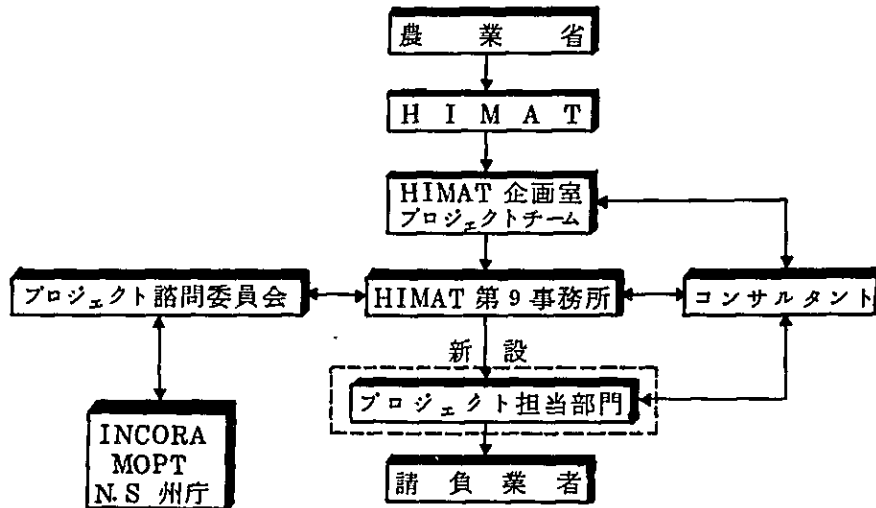 農業省
HIMAT
HIMAT 企画室
プロジェクトチーム
プロジェクト諮問委員会
HIMAT 第9事務所
コンサルタント
新設
プロジェクト担当部門
INCORA
MOPT
N.S 州庁
請負業者